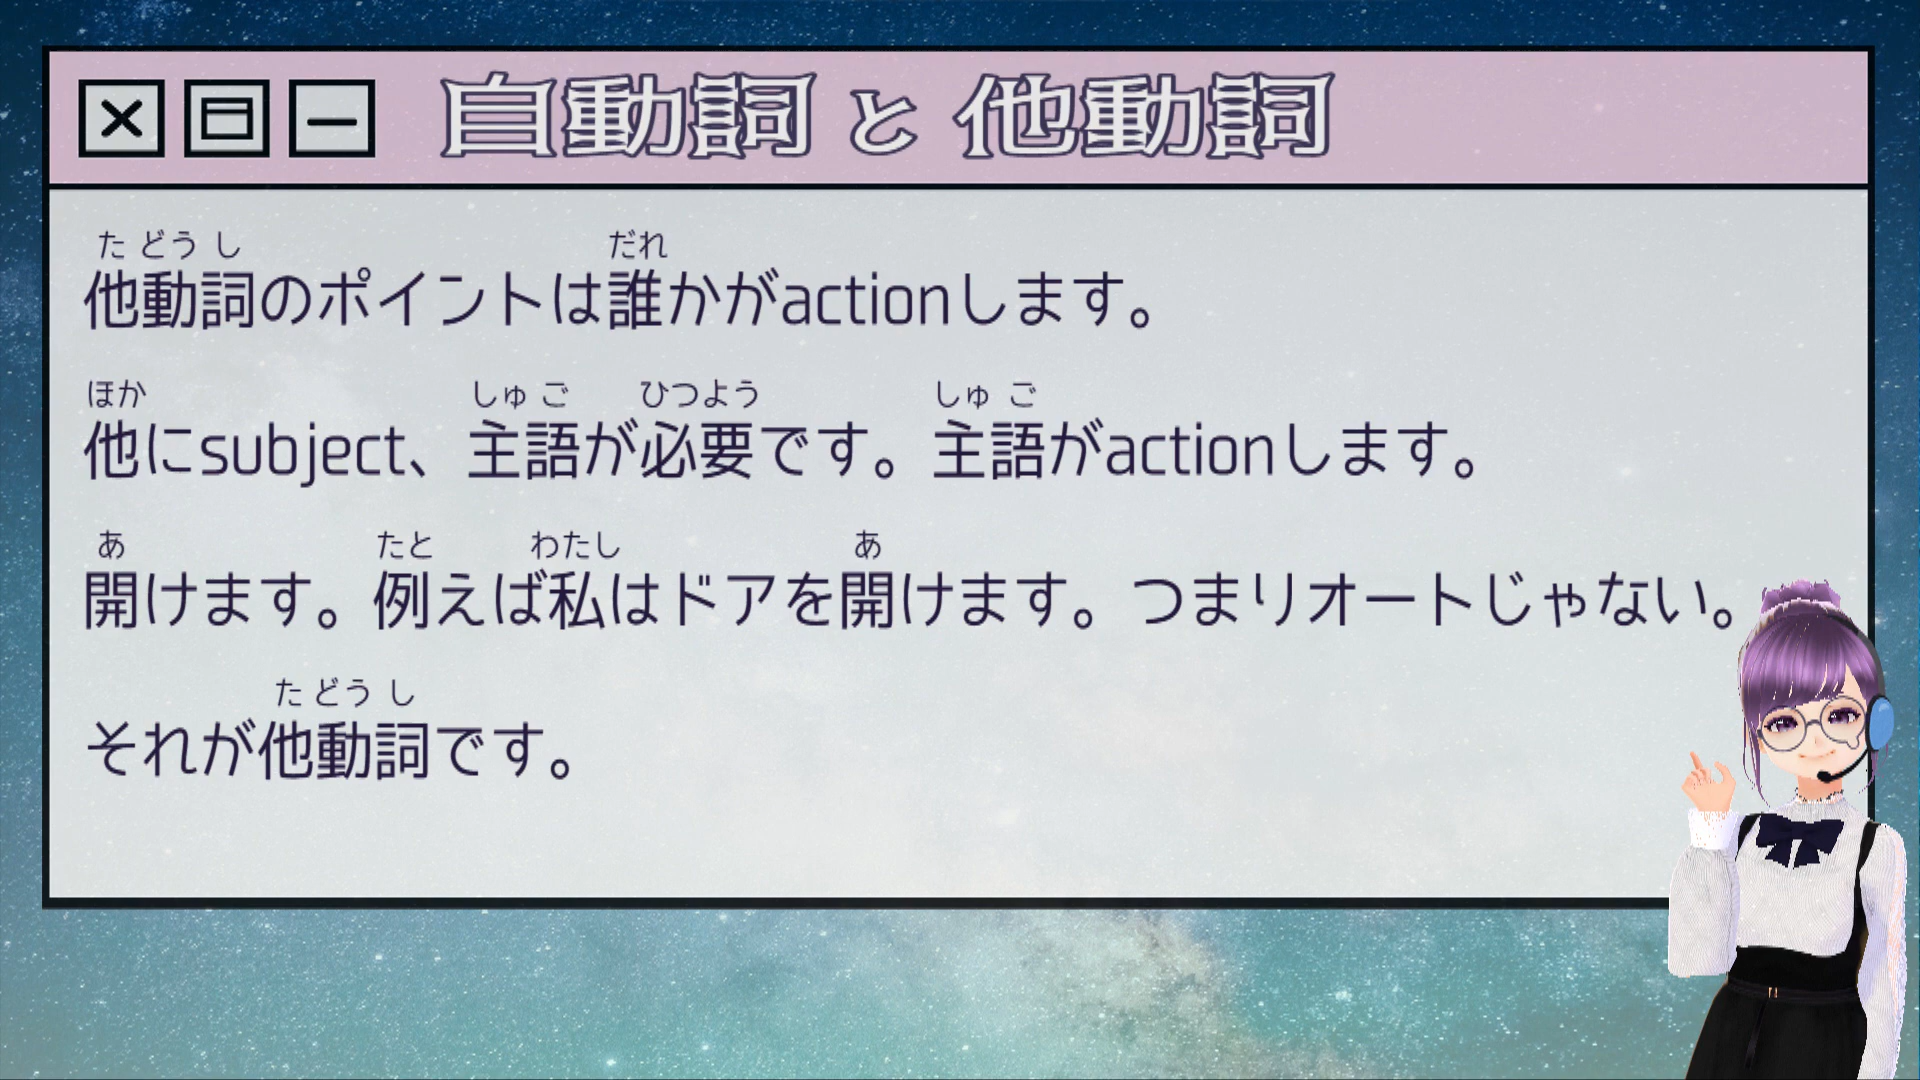 自動詞と他動詞
たどうし だれ
他動詞のポイントは誰かがactionします。
ほか しゅご ひつよう しゅご
他にsubject、主語が必要です。主語がactionします。
あ たと わたし あ
開けます。例えば私はドアを開けます。つまりオートじゃない。
たどうし
それが他動詞です。